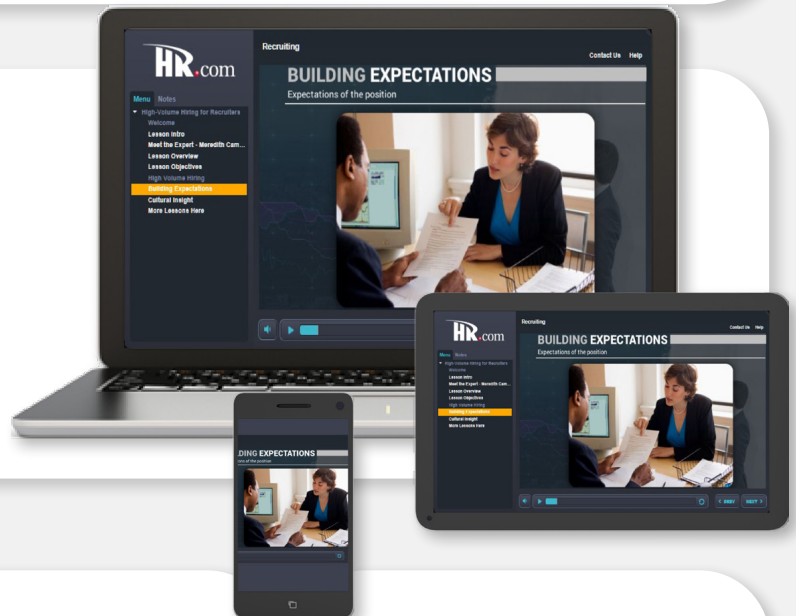 HR.com
Recruiting
Contact Us Help
BUILDING EXPECTATIONS
Expectations of the position
Menu Notes
High-Volume Hiring for Recruiters
Welcome
Lesson Intro
Meet the Expert - Meredith Cam...
Lesson Overview
Lesson Objectives
High Volume Hiring
Building Expectations
Cultural Insight
More Lessons Here
HR.com
Recruiting
Contact Us Help
BUILDING EXPECTATIONS
Expectations of the position
Menu Notes
High-Volume Hiring for Recruiters
Welcome
Lesson Intro
Meet the Expert - Meredith Cam...
Lesson Overview
Lesson Objectives
High Volume Hiring
Building Expectations
Cultural Insight
More Lessons Here
< PREV NEXT >
DING EXPECTATIONS
ons of the position